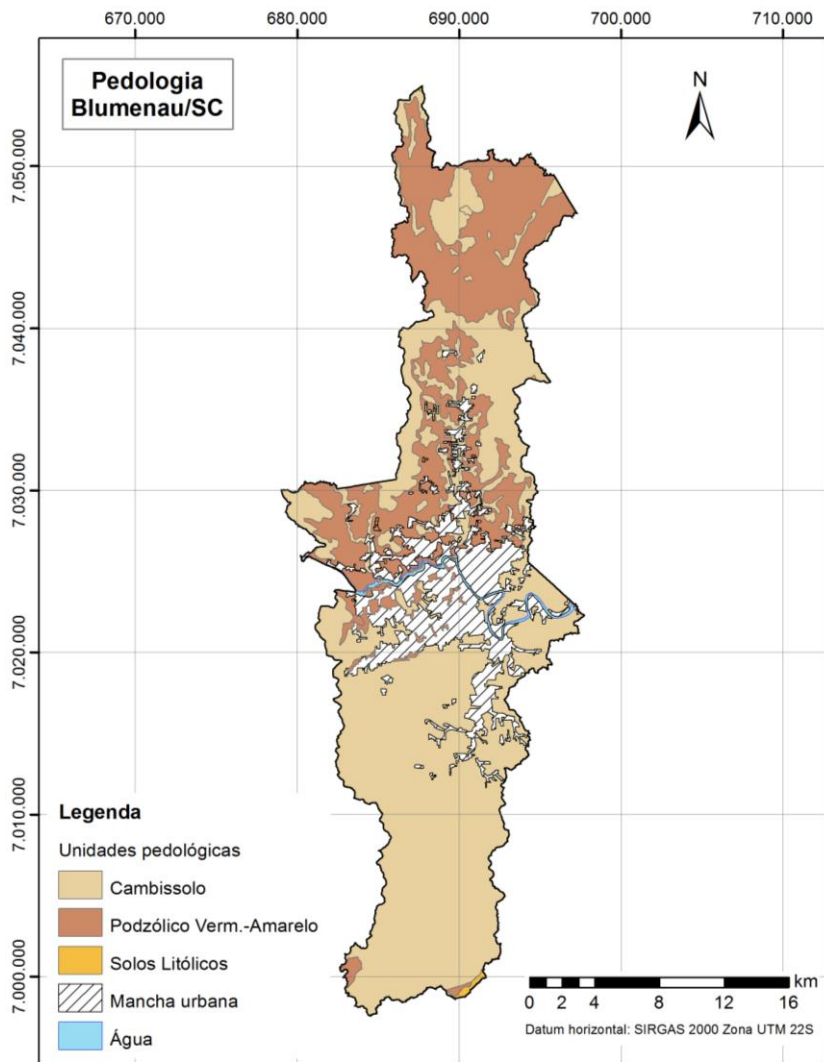 670.000
680.000
690.000
700.000
710.000
Pedologia
Blumenau/SC
N
7.050.000
7.040.000
7.030.000
7.020.000
7.010.000
7.000.000
Legenda
Unidades pedológicas
Cambissolo
Podzólico Verm.-Amarelo
Solos Litólicos
Mancha urbana
Água
km
0 2 4 8 12 16
Datum horizontal: SIRGAS 2000 Zona UTM 22S